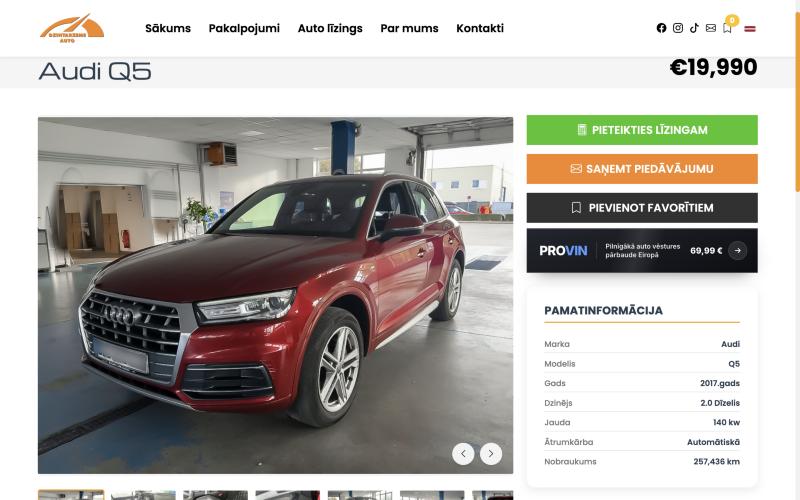 DZINTARZEME
AUTO
Sākums
Pakalpojumi
Auto līzings
Par mums
Kontakti
0
Audi Q5
€19,990
PIETEIKTIES LĪZINGAM
SAŅEMT PIEDĀVĀJUMU
PIEVIENOT FAVORĪTIEM
PROVIN
Pilnīgākā auto vēstures
pārbaude Eiropā
69,99 €
PAMATINFORMĀCIJA
Marka Audi
Modelis Q5
Gads 2017.gads
Dzinējs 2.0 Dīzelis
Jauda 140 kw
Ātrumkārba Automātiskā
Nobraukums 257,436 km